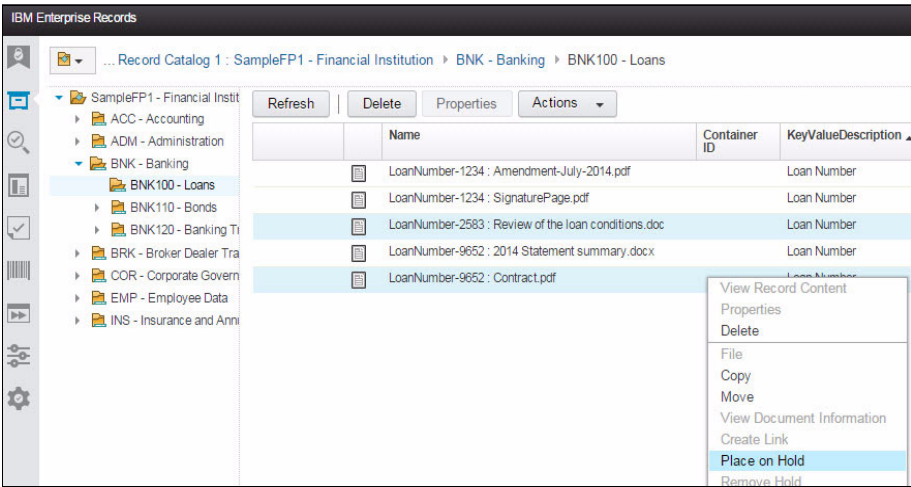 IBM Enterprise Records
... Record Catalog 1 : SampleFP1 - Financial Institution BNK - Banking BNK100 - Loans
SampleFP1 - Financial Instit
ACC - Accounting
ADM - Administration
BNK - Banking
BNK100 - Loans
BNK110 - Bonds
BNK120 - Banking Tr
BRK - Broker Dealer Tra
COR - Corporate Govern
EMP - Employee Data
INS - Insurance and Ann
Refresh Delete Properties Actions
Name Container ID KeyValueDescription
LoanNumber-1234 : Amendment-July-2014.pdf Loan Number
LoanNumber-1234 : SignaturePage.pdf Loan Number
LoanNumber-2583 : Review of the loan conditions.doc Loan Number
LoanNumber-9652 : 2014 Statement summary.docx Loan Number
LoanNumber-9652 : Contract.pdf Loan Number
View Record Content
Properties
Delete
File
Copy
Move
View Document Information
Create Link
Place on Hold
Remove Hold